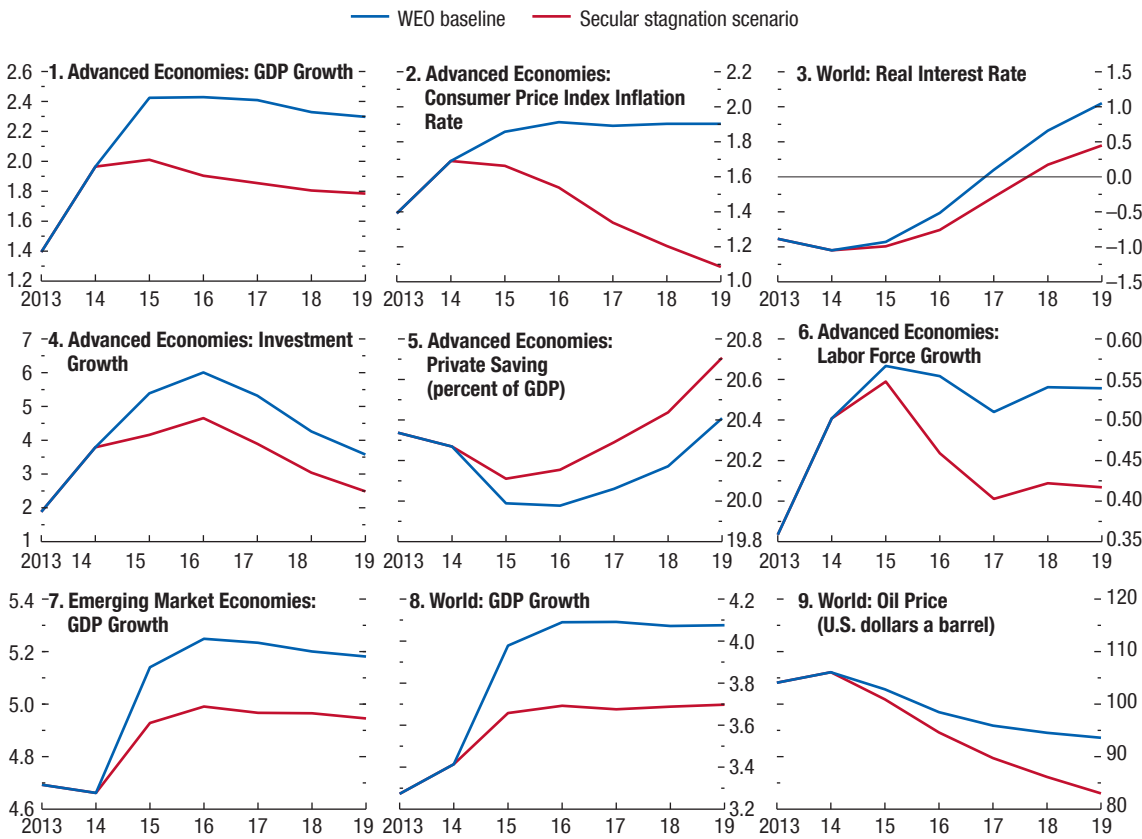 WEO baseline
Secular stagnation scenario
1. Advanced Economies: GDP Growth
2.6
2.4
2.2
2.0
1.8
1.6
1.4
1.2
2013 14 15 16 17 18 19
2. Advanced Economies:
Consumer Price Index Inflation
Rate
2.2
2.0
1.8
1.6
1.4
1.2
1.0
2013 14 15 16 17 18 19
3. World: Real Interest Rate
1.5
1.0
0.5
0.0
–0.5
–1.0
–1.5
2013 14 15 16 17 18 19
4. Advanced Economies: Investment
Growth
7
6
5
4
3
2
1
2013 14 15 16 17 18 19
5. Advanced Economies:
Private Saving
(percent of GDP)
20.8
20.6
20.4
20.2
20.0
19.8
2013 14 15 16 17 18 19
6. Advanced Economies:
Labor Force Growth
0.60
0.55
0.50
0.45
0.40
0.35
2013 14 15 16 17 18 19
7. Emerging Market Economies:
GDP Growth
5.4
5.2
5.0
4.8
4.6
2013 14 15 16 17 18 19
8. World: GDP Growth
4.2
4.0
3.8
3.6
3.4
3.2
2013 14 15 16 17 18 19
9. World: Oil Price
(U.S. dollars a barrel)
120
110
100
90
80
2013 14 15 16 17 18 19